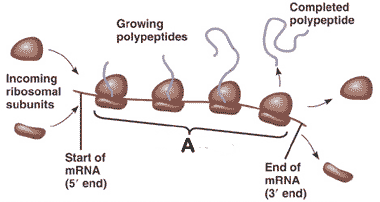 Growing
polypeptides
Completed
polypeptide
Incoming
ribosomal
subunits
A
Start of
mRNA
(5' end)
End of
mRNA
(3' end)